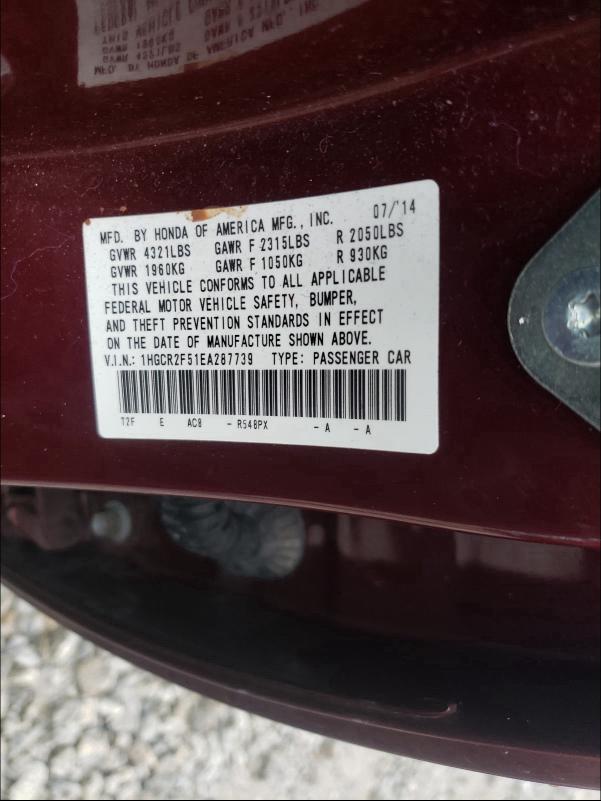 MFD. BY HONDA OF AMERICA MFG., INC. 07/'14
GVWR 4321LBS GAWR F 2315LBS R 2050LBS
GVWR 1960KG GAWR F 1050KG R 930KG
THIS VEHICLE CONFORMS TO ALL APPLICABLE
FEDERAL MOTOR VEHICLE SAFETY, BUMPER,
AND THEFT PREVENTION STANDARDS IN EFFECT
ON THE DATE OF MANUFACTURE SHOWN ABOVE.
V.I.N.: 1HGCR2F51EA287739 TYPE: PASSENGER CAR
T2F E AC8 - R548PX - A - A